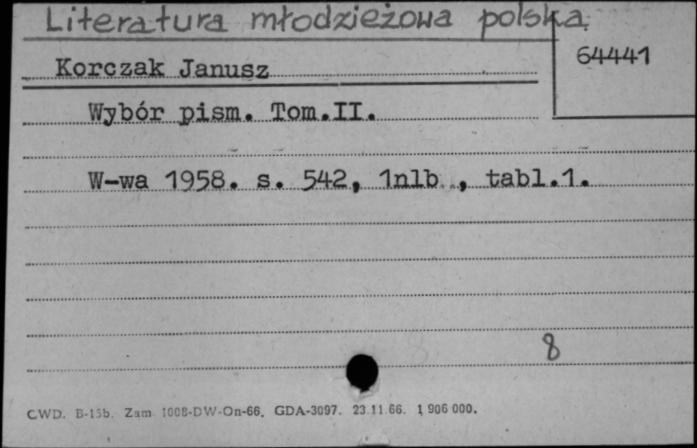 Literatura młodzieżowa polska
64441
Korczak Janusz
Wybór pism. Tom.II.
W-wa 1958. s. 542, 1nlb , tabl.1.
8
CWD. B-15b. Zam 1008-DW-On-66. GDA-3097. 23.11.66. 1 906 000.